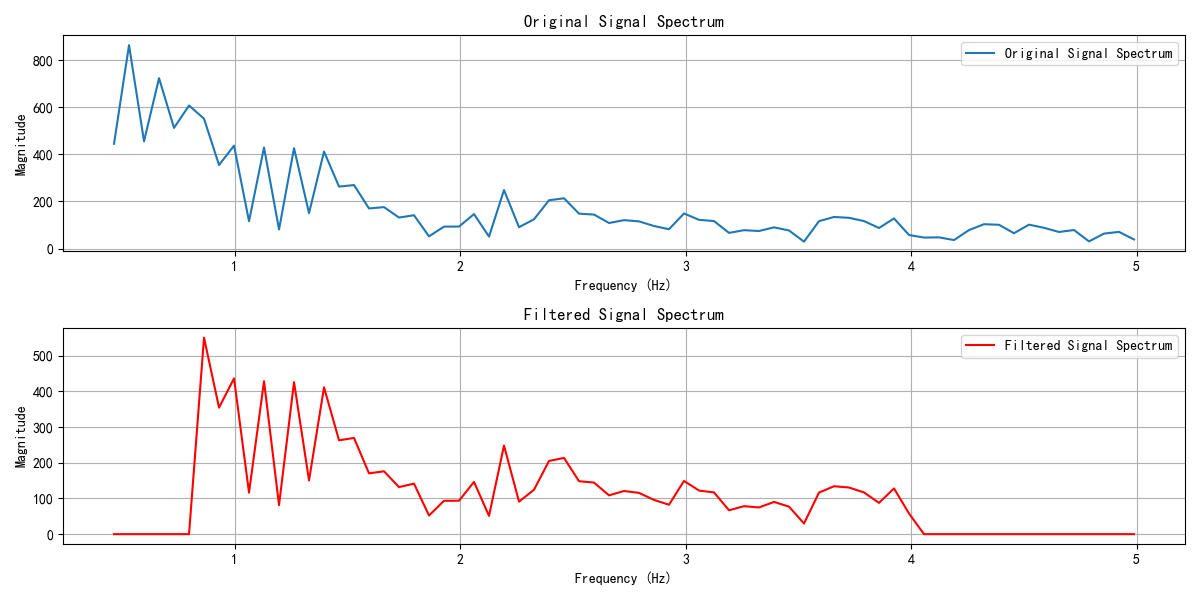 Original Signal Spectrum
Original Signal Spectrum
Magnitude
800
600
400
200
0
1 2 3 4 5
Frequency (Hz)
Filtered Signal Spectrum
Filtered Signal Spectrum
Magnitude
500
400
300
200
100
0
1 2 3 4 5
Frequency (Hz)